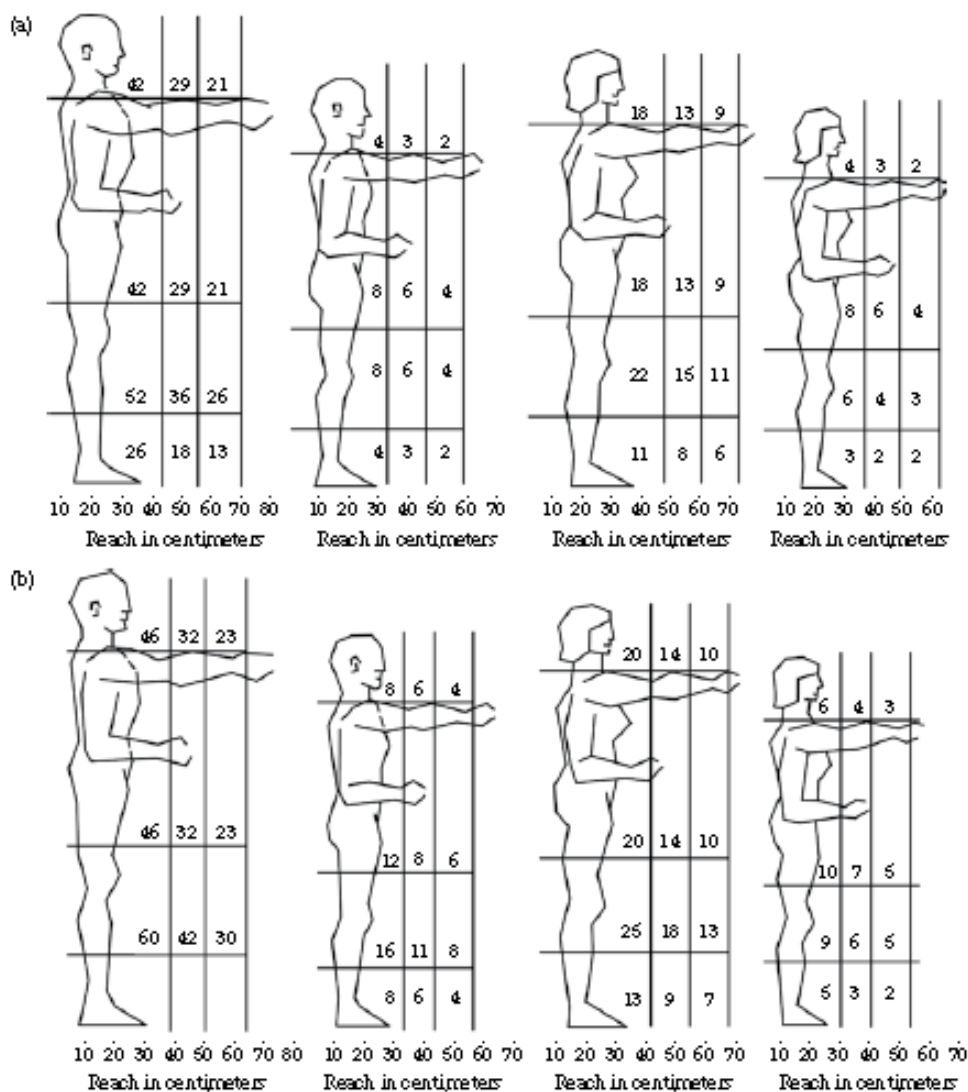 (a)
42 29 21
42 29 21
52 36 26
26 18 13
10 20 30 40 50 60 70 80
Reach in centimeters
4 3 2
8 6 4
8 6 4
4 3 2
10 20 30 40 50 60 70
Reach in centimeters
18 13 9
18 13 9
22 15 11
11 8 6
10 20 30 40 50 60 70
Reach in centimeters
4 3 2
8 6 4
6 4 3
3 2 2
10 20 30 40 50 60
Reach in centimeters
(b)
46 32 23
46 32 23
60 42 30
10 20 30 40 50 60 70 80
Reach in centimeters
8 6 4
12 8 6
16 11 8
8 6 4
10 20 30 40 50 60 70
Reach in centimeters
20 14 10
20 14 10
25 18 13
13 9 7
10 20 30 40 50 60 70
Reach in centimeters
6 4 3
10 7 5
9 6 5
5 3 2
10 20 30 40 50 60 70
Reach in centimeters